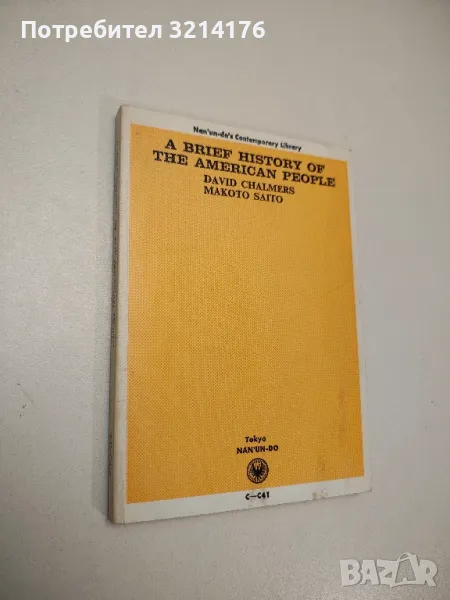 Потребител 3214176
Nan'un-do's Contemporary Library
A BRIEF HISTORY OF
THE AMERICAN PEOPLE
DAVID CHALMERS
MAKOTO SAITO
Tokyo
NAN'UN-DO
C—C41
BAZAR